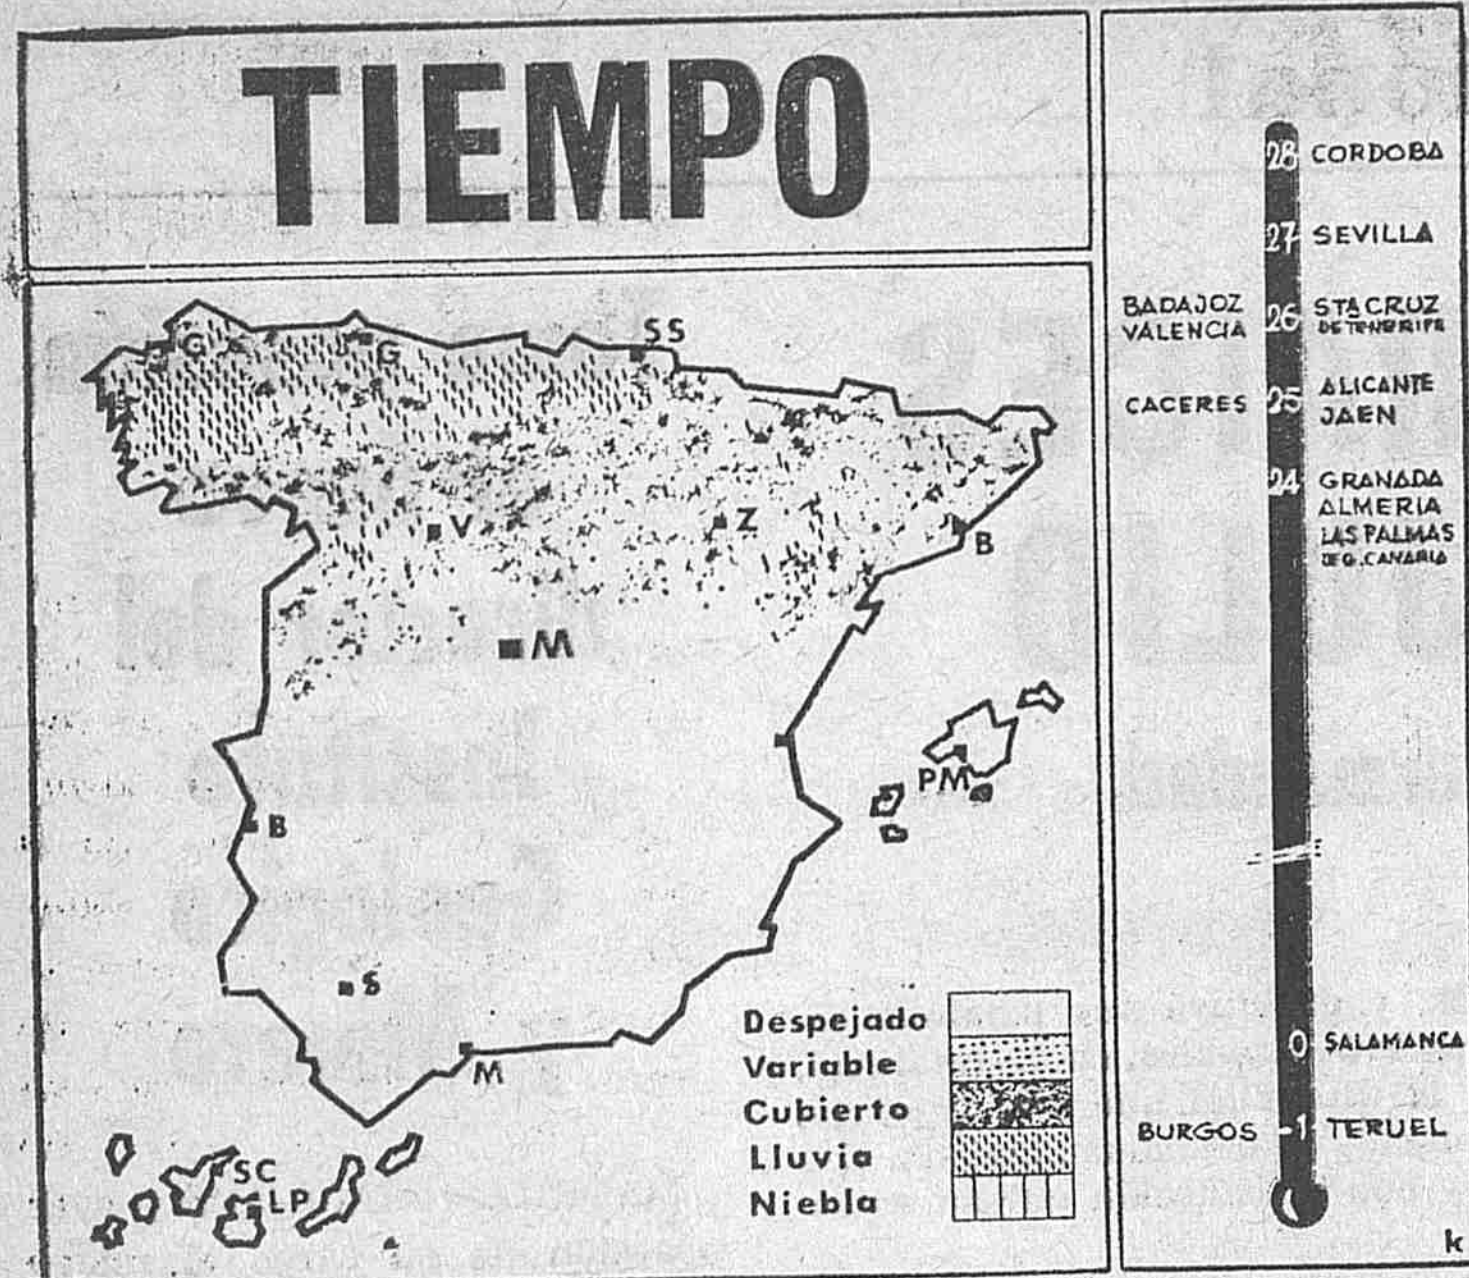 TIEMPO
C
G
SS
V
Z
B
M
PM
B
S
M
SC
LP
Despejado
Variable
Cubierto
Lluvia
Niebla
28 CORDOBA
27 SEVILLA
BADAJOZ
VALENCIA
26 STA CRUZ
DE TENERIFE
CACERES
25 ALICANTE
JAEN
24 GRANADA
ALMERIA
LAS PALMAS
DE G. CANARIA
0 SALAMANCA
BURGOS -1 TERUEL
k